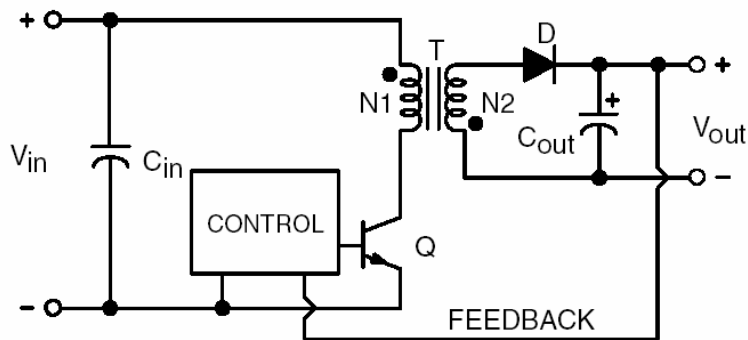 +
T
D
+
N1
N2
+
Vin
Cin
Cout
Vout
CONTROL
Q
−
−
FEEDBACK